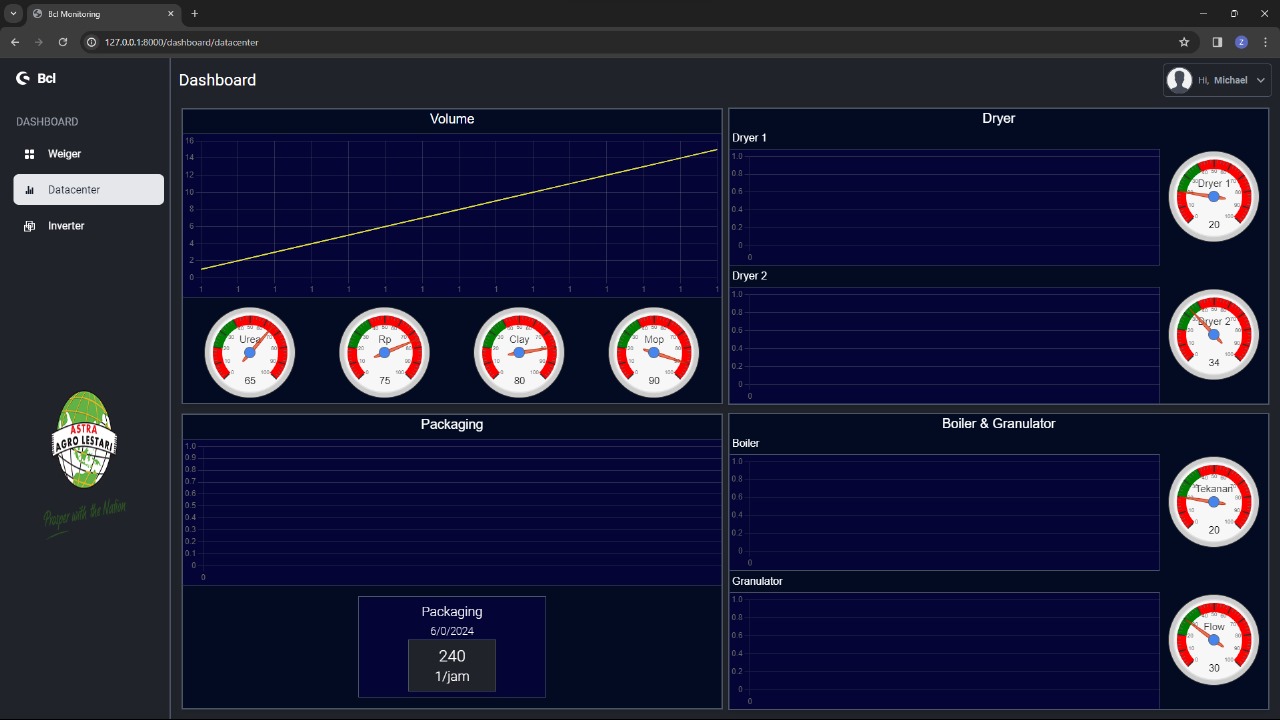 Bcl Monitoring
127.0.0.1:8000/dashboard/datacenter
Z
Bcl
Dashboard
Hi, Michael
DASHBOARD
Weiger
Datacenter
Inverter
ASTRA
AGRO LESTARI
Prosper with the Nation
Volume
16
14
12
10
8
6
4
2
0
1 1 1 1 1 1 1 1 1 1 1 1 1 1 1
Urea
65
Rp
75
Clay
80
Mop
90
Dryer
Dryer 1
1.0
0.8
0.6
0.4
0.2
0
0
Dryer 1
20
Dryer 2
1.0
0.8
0.6
0.4
0.2
0
0
Dryer 2
34
Packaging
1.0
0.9
0.8
0.7
0.6
0.5
0.4
0.3
0.2
0.1
0
0
Packaging
6/0/2024
240
1/jam
Boiler & Granulator
Boiler
1.0
0.8
0.6
0.4
0.2
0
0
Tekanan
20
Granulator
1.0
0.8
0.6
0.4
0.2
0
0
Flow
30